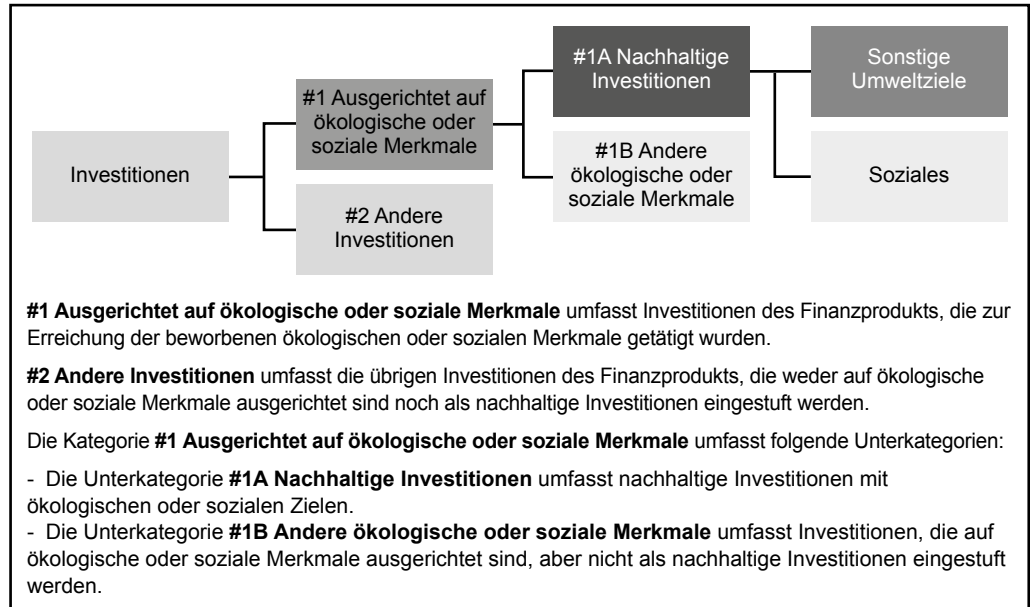 #1A Nachhaltige
Investitionen
Sonstige
Umweltziele
#1 Ausgerichtet auf
ökologische oder
soziale Merkmale
#1B Andere
ökologische oder
soziale Merkmale
Investitionen
Soziales
#2 Andere
Investitionen
#1 Ausgerichtet auf ökologische oder soziale Merkmale umfasst Investitionen des Finanzprodukts, die zur
Erreichung der beworbenen ökologischen oder sozialen Merkmale getätigt wurden.
#2 Andere Investitionen umfasst die übrigen Investitionen des Finanzprodukts, die weder auf ökologische
oder soziale Merkmale ausgerichtet sind noch als nachhaltige Investitionen eingestuft werden.
Die Kategorie #1 Ausgerichtet auf ökologische oder soziale Merkmale umfasst folgende Unterkategorien:
- Die Unterkategorie #1A Nachhaltige Investitionen umfasst nachhaltige Investitionen mit
ökologischen oder sozialen Zielen.
- Die Unterkategorie #1B Andere ökologische oder soziale Merkmale umfasst Investitionen, die auf
ökologische oder soziale Merkmale ausgerichtet sind, aber nicht als nachhaltige Investitionen eingestuft
werden.